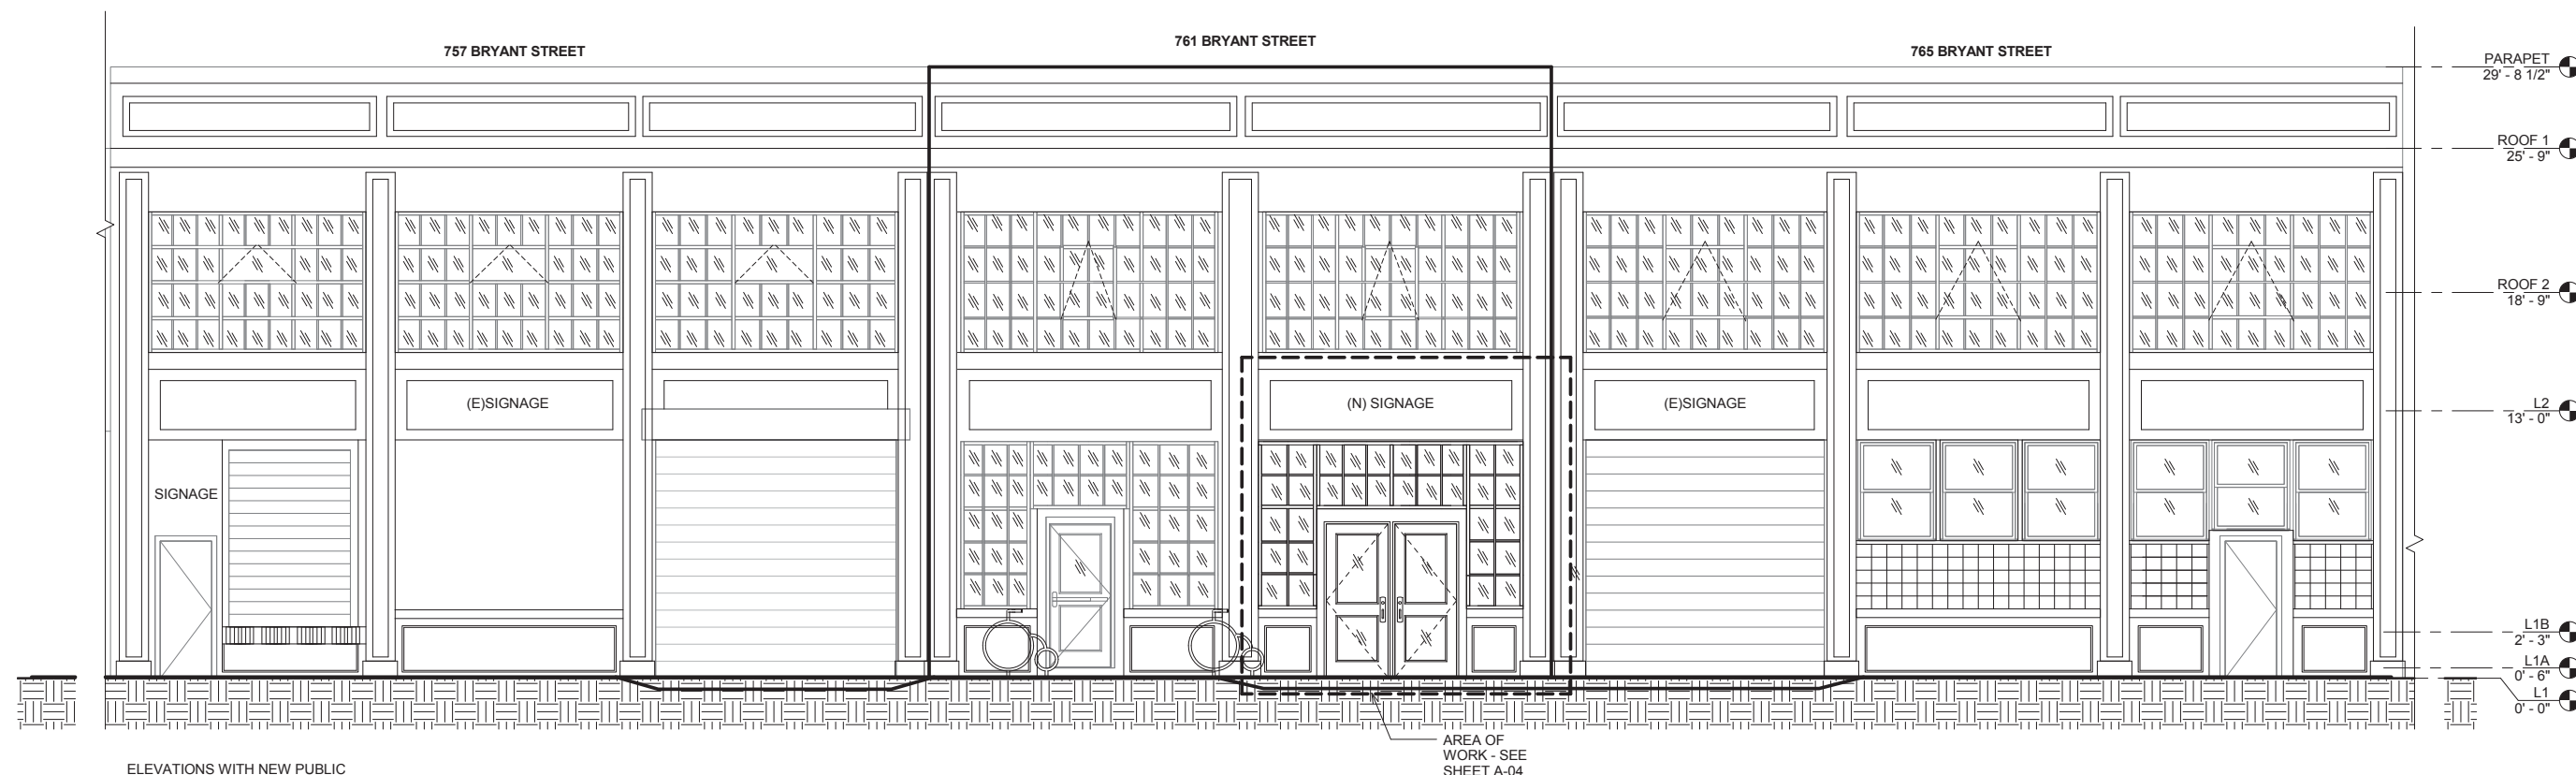 757 BRYANT STREET
761 BRYANT STREET
765 BRYANT STREET
PARAPET
29' - 8 1/2"
ROOF 1
25' - 9"
ROOF 2
18' - 9"
(E)SIGNAGE
(N) SIGNAGE
(E)SIGNAGE
L2
13' - 0"
SIGNAGE
L1B
2' - 3"
L1A
0' - 6"
L1
0' - 0"
AREA OF
WORK - SEE
SHEET A-04
ELEVATIONS WITH NEW PUBLIC